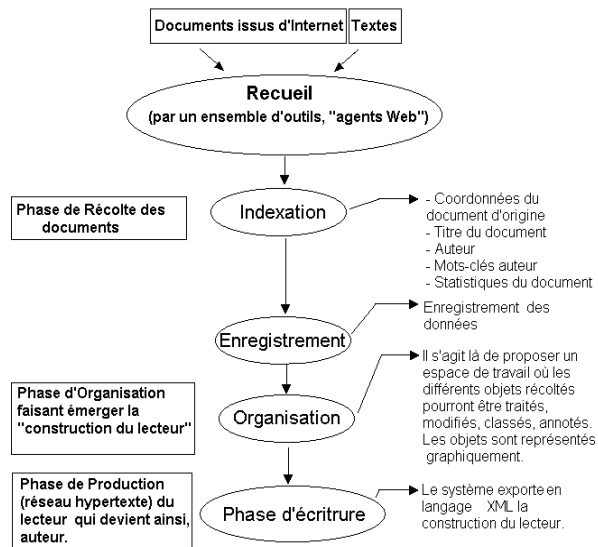 Documents issus d'Internet Textes
Recueil
(par un ensemble d'outils, "agents Web")
Phase de Récolte des
documents
Indexation
- Coordonnées du
document d'origine
- Titre du document
- Auteur
- Mots-clés auteur
- Statistiques du document
Enregistrement
Enregistrement des
données
Phase d'Organisation
faisant émerger la
"construction du lecteur"
Organisation
Il s'agit là de proposer un
espace de travail où les
différents objets récoltés
pourront être traités,
modifiés, classés, annotés.
Les objets sont représentés
graphiquement.
Phase de Production
(réseau hypertexte) du
lecteur qui devient ainsi,
auteur.
Phase d'écritrure
Le système exporte en
langage XML la
construction du lecteur.